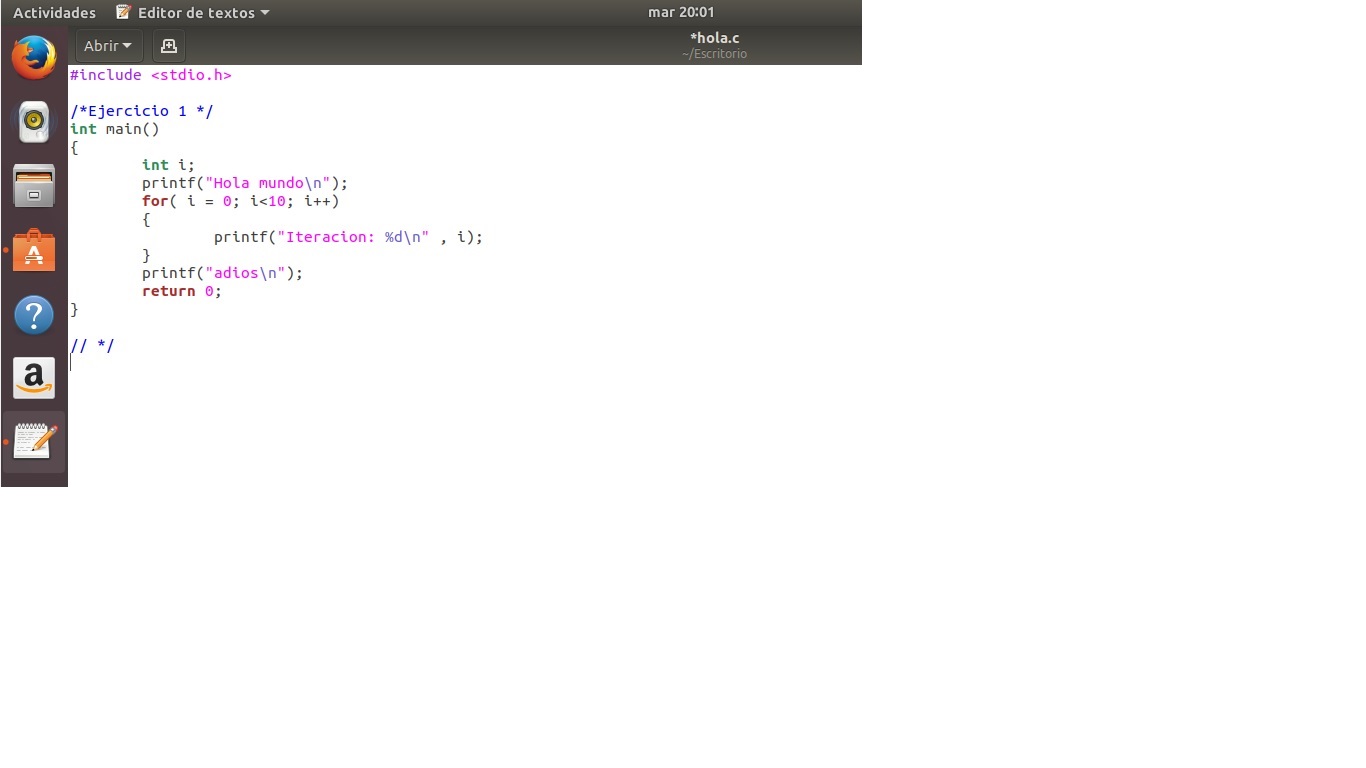 Actividades Editor de textos mar 20:01
Abrir *hola.c
~/Escritorio
#include <stdio.h>

/*Ejercicio 1 */
int main()
{
        int i;
        printf("Hola mundo\n");
        for( i = 0; i<10; i++)
        {
                printf("Iteracion: %d\n" , i);
        }
        printf("adios\n");
        return 0;
}

// */